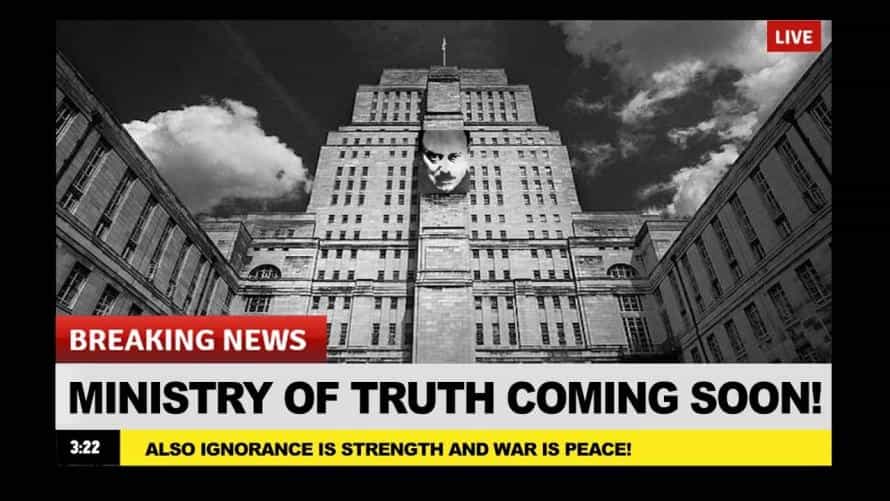 LIVE
BREAKING NEWS
MINISTRY OF TRUTH COMING SOON!
3:22
ALSO IGNORANCE IS STRENGTH AND WAR IS PEACE!